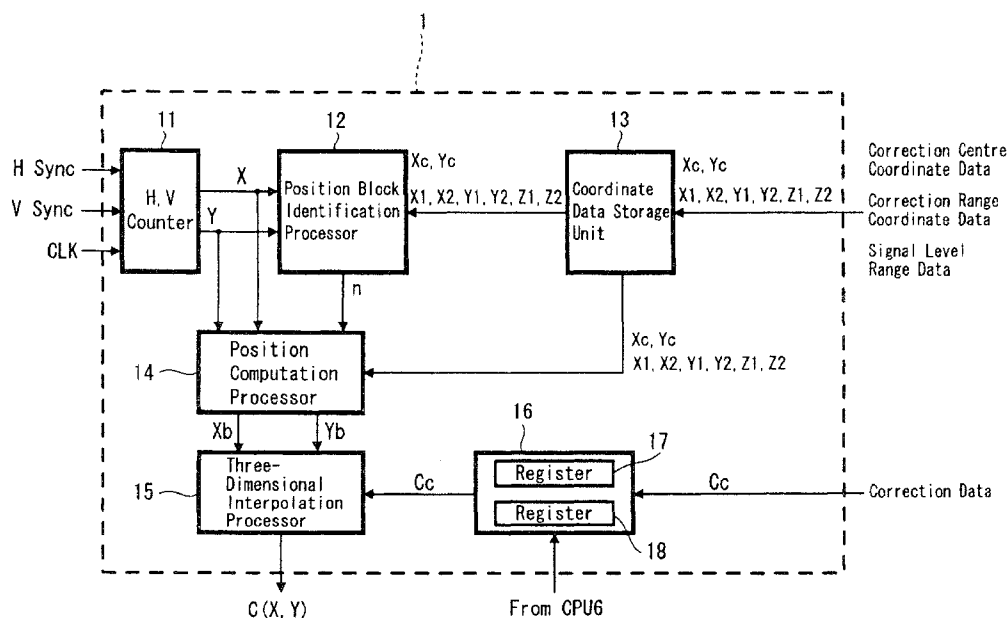 1
11
12
13
H Sync
V Sync
CLK
H, V
Counter
X
Y
Position Block
Identification
Processor
Xc, Yc
X1, X2, Y1, Y2, Z1, Z2
Coordinate
Data Storage
Unit
Xc, Yc
X1, X2, Y1, Y2, Z1, Z2
Correction Centre
Coordinate Data
Correction Range
Coordinate Data
Signal Level
Range Data
n
14
Position
Computation
Processor
Xc, Yc
X1, X2, Y1, Y2, Z1, Z2
Xb
Yb
15
Three-
Dimensional
Interpolation
Processor
Cc
16
Register
17
Register
18
Cc
Correction Data
C(X, Y)
From CPU6